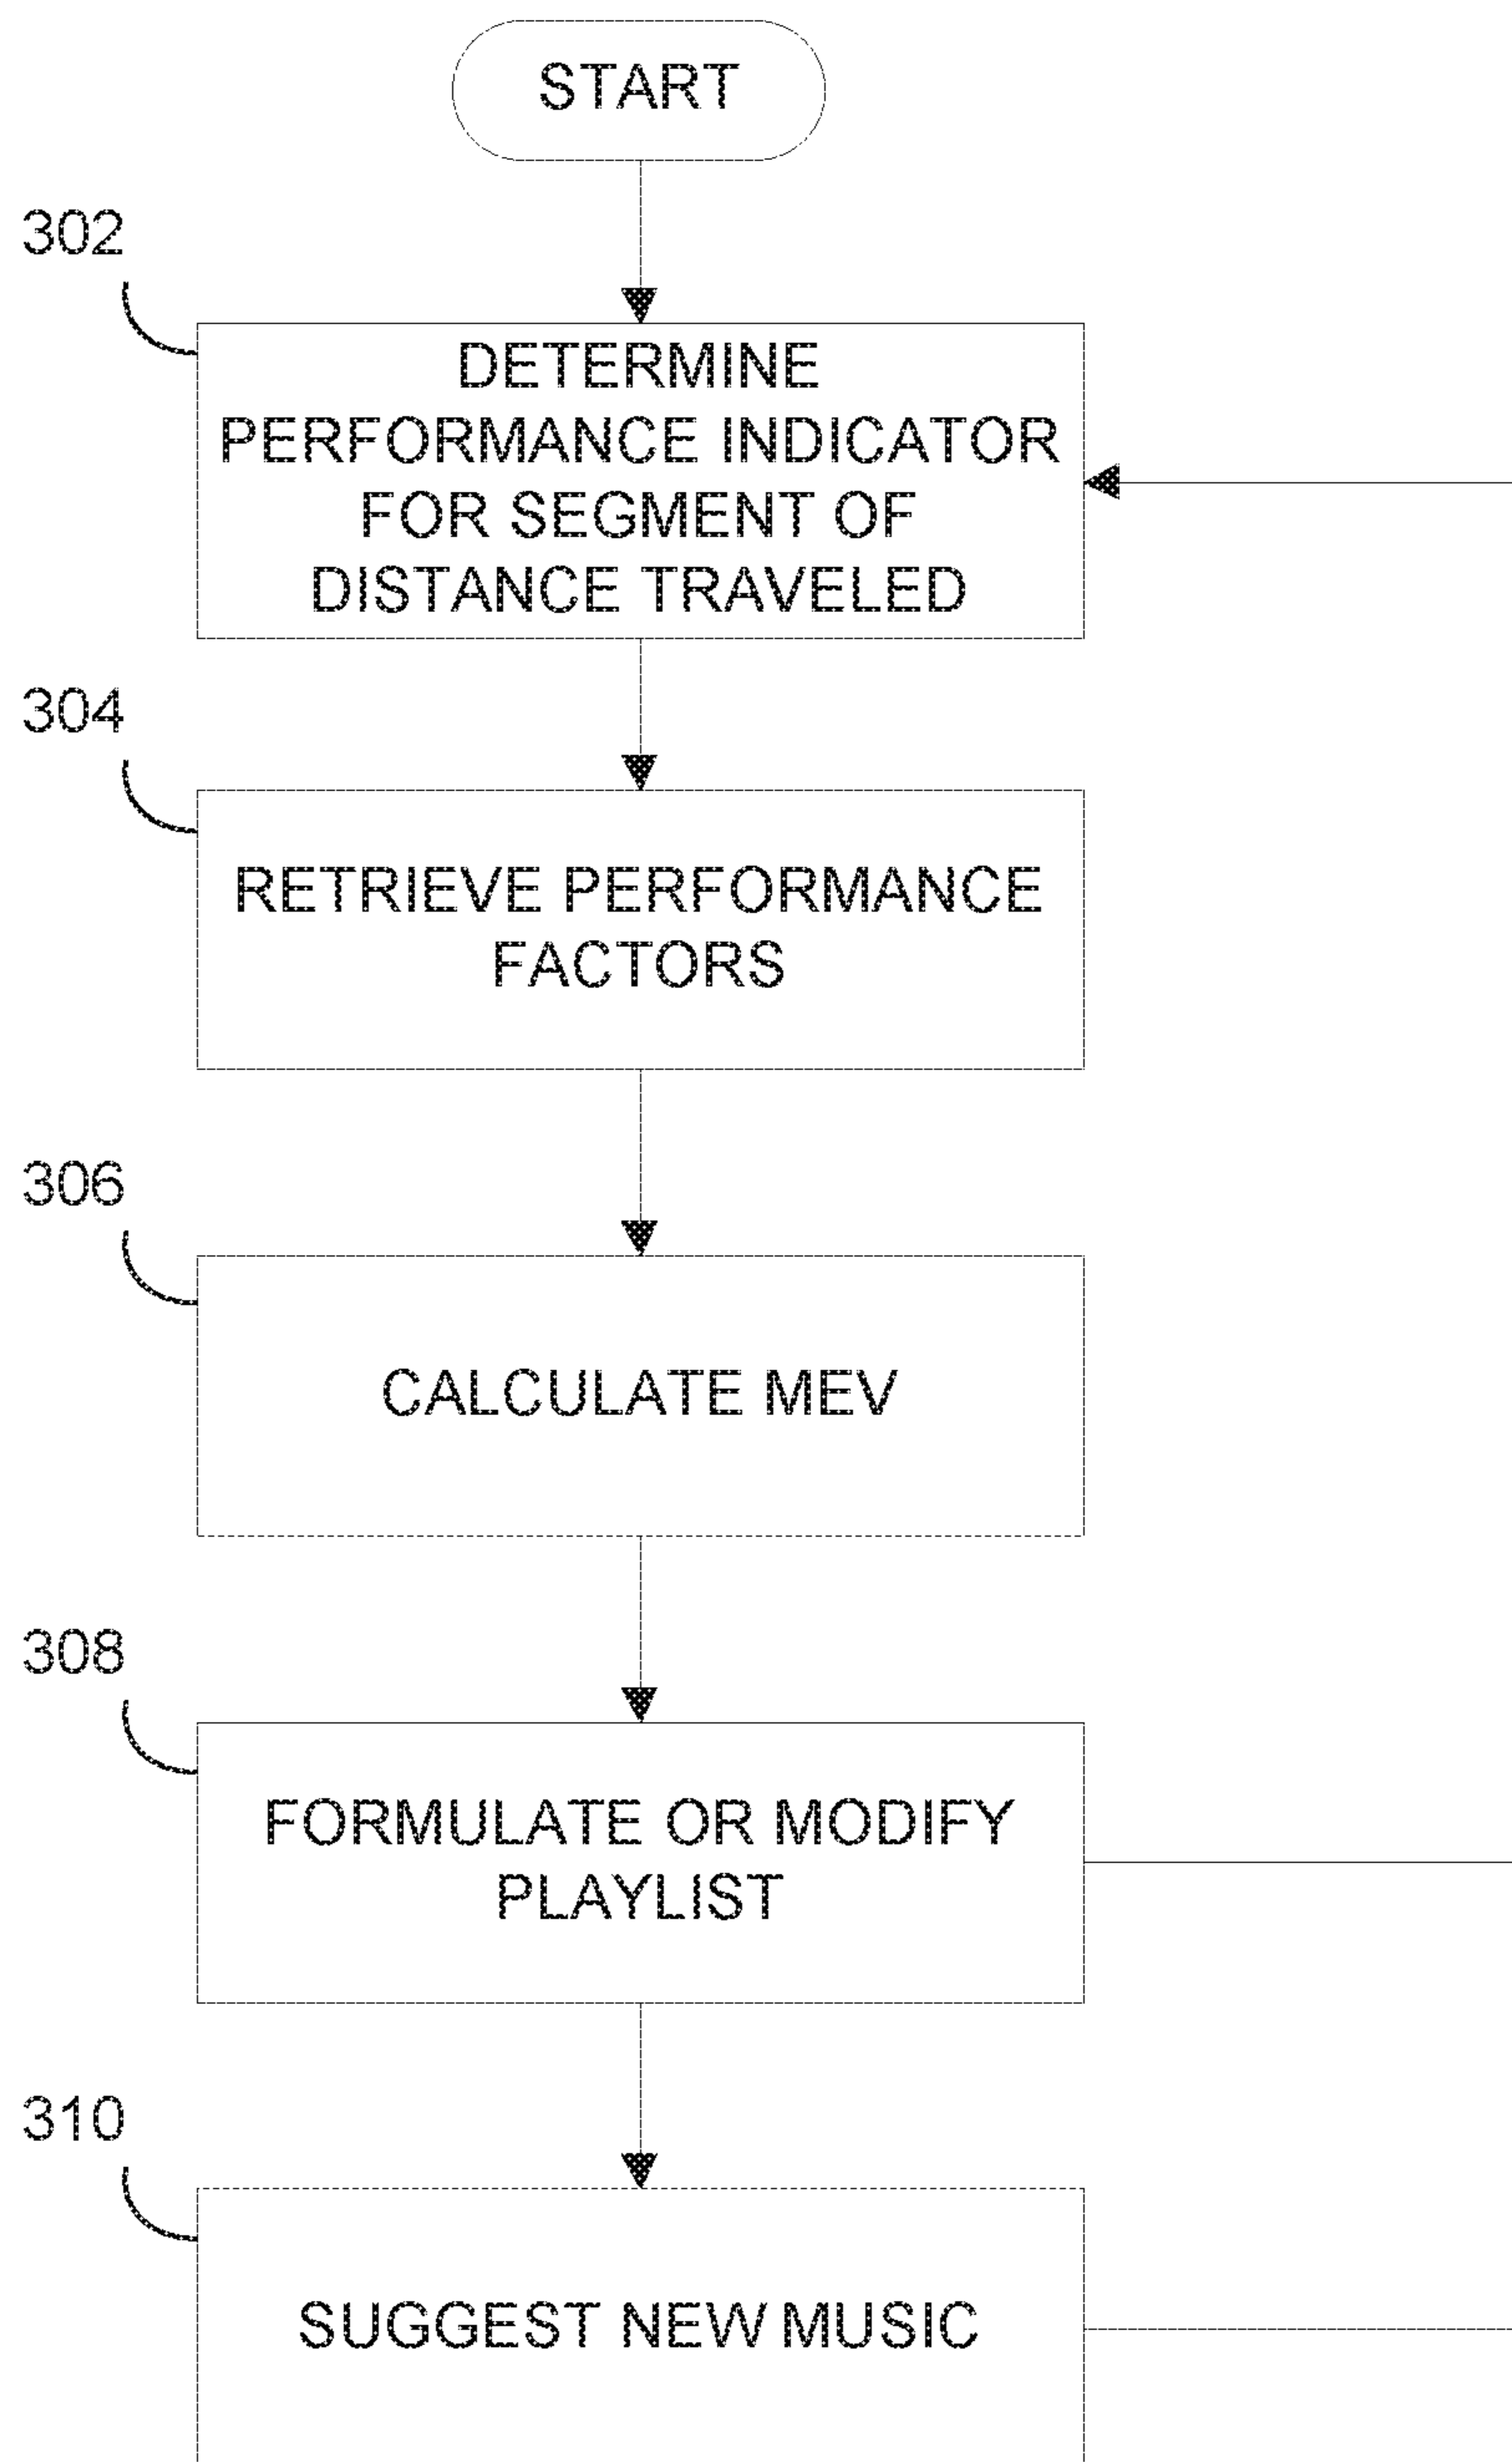 START
302
DETERMINE
PERFORMANCE INDICATOR
FOR SEGMENT OF
DISTANCE TRAVELED
304
RETRIEVE PERFORMANCE
FACTORS
306
CALCULATE MEV
308
FORMULATE OR MODIFY
PLAYLIST
310
SUGGEST NEW MUSIC